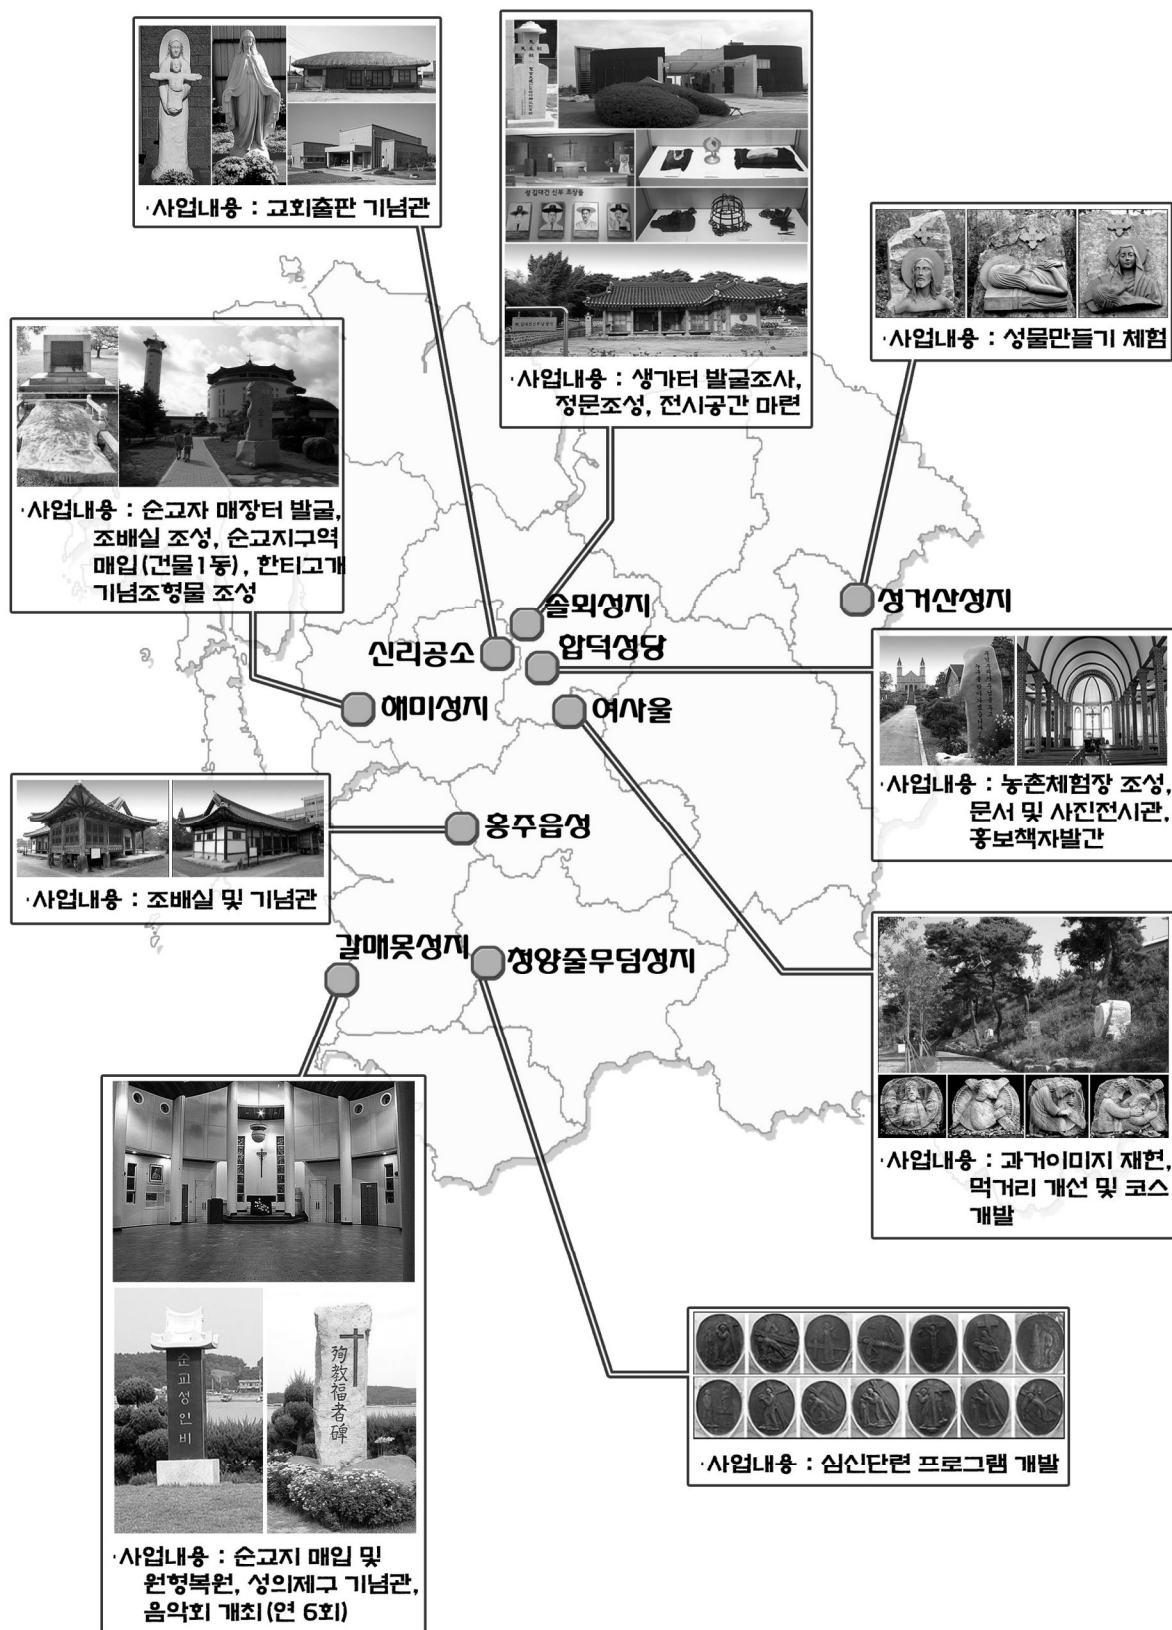 ·사업내용 : 교회출판 기념관
성 김대건 신부 초상들
·사업내용 : 생가터 발굴조사,
정문조성, 전시공간 마련
·사업내용 : 성물만들기 체험
·사업내용 : 순교자 매장터 발굴,
조배실 조성, 순교지구역
매입(건물1동), 한티고개
기념조형물 조성
솔뫼성지
성거산성지
신리공소
합덕성당
해미성지
여사울
·사업내용 : 농촌체험장 조성,
문서 및 사진전시관,
홍보책자발간
홍주읍성
·사업내용 : 조배실 및 기념관
갈매못성지
청양줄무덤성지
·사업내용 : 과거이미지 재현,
먹거리 개선 및 코스
개발
순교성인비
殉教福者碑
·사업내용 : 심신단련 프로그램 개발
·사업내용 : 순교지 매입 및
원형복원, 성의제구 기념관,
음악회 개최(연 6회)